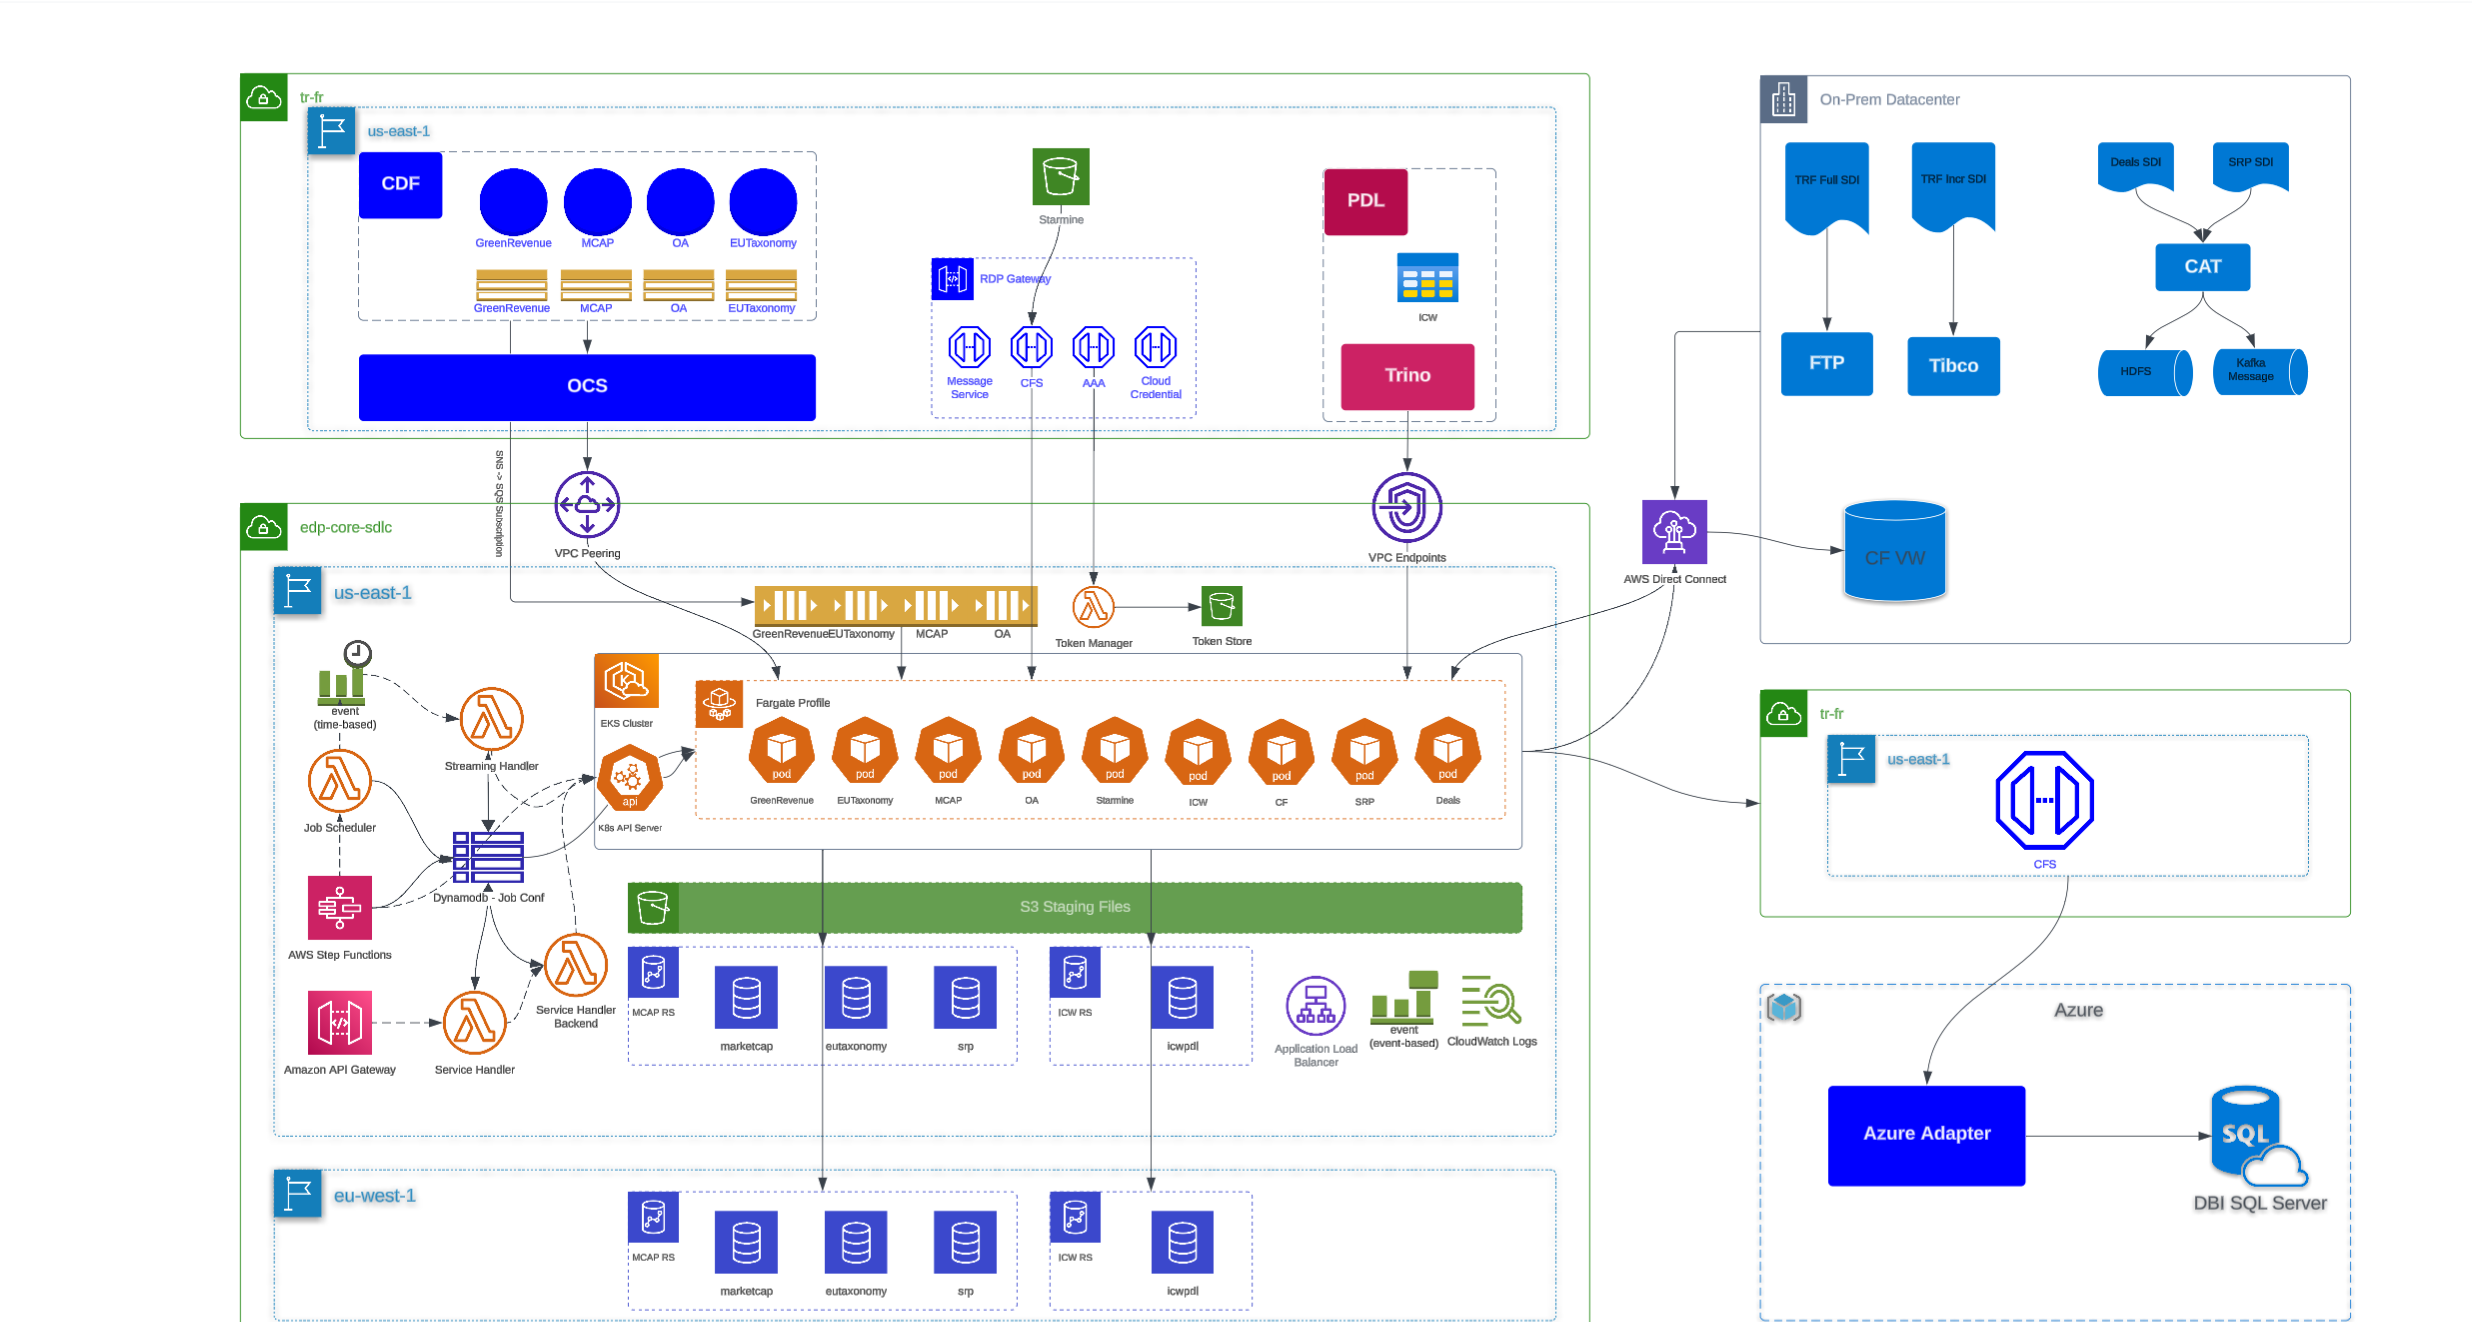 tr-fr
us-east-1
CDF
GreenRevenue
MCAP
OA
EUTaxonomy
GreenRevenue
MCAP
OA
EUTaxonomy
OCS
Starmine
RDP Gateway
Message
Service
CFS
AAA
Cloud
Credential
PDL
ICW
Trino
On-Prem Datacenter
TRF Full SDI
TRF Incr SDI
Deals SDI
SRP SDI
CAT
FTP
Tibco
HDFS
Kafka
Message
CF VW
AWS Direct Connect
SNS -> SQS Subscription
VPC Peering
VPC Endpoints
edp-core-sdlc
us-east-1
GreenRevenue
EUTaxonomy
MCAP
OA
Token Manager
Token Store
event
(time-based)
Streaming Handler
Job Scheduler
Dynamodb - Job Conf
AWS Step Functions
Service Handler
Backend
Amazon API Gateway
Service Handler
EKS Cluster
api
K8s API Server
Fargate Profile
pod
pod
pod
pod
pod
pod
pod
pod
pod
GreenRevenue
EUTaxonomy
MCAP
OA
Starmine
ICW
CF
SRP
Deals
S3 Staging Files
MCAP RS
marketcap
eutaxonomy
srp
ICW RS
icwpdl
Application Load
Balancer
event
(event-based)
CloudWatch Logs
eu-west-1
MCAP RS
marketcap
eutaxonomy
srp
ICW RS
icwpdl
tr-fr
us-east-1
CFS
Azure
Azure Adapter
SQL
DBI SQL Server